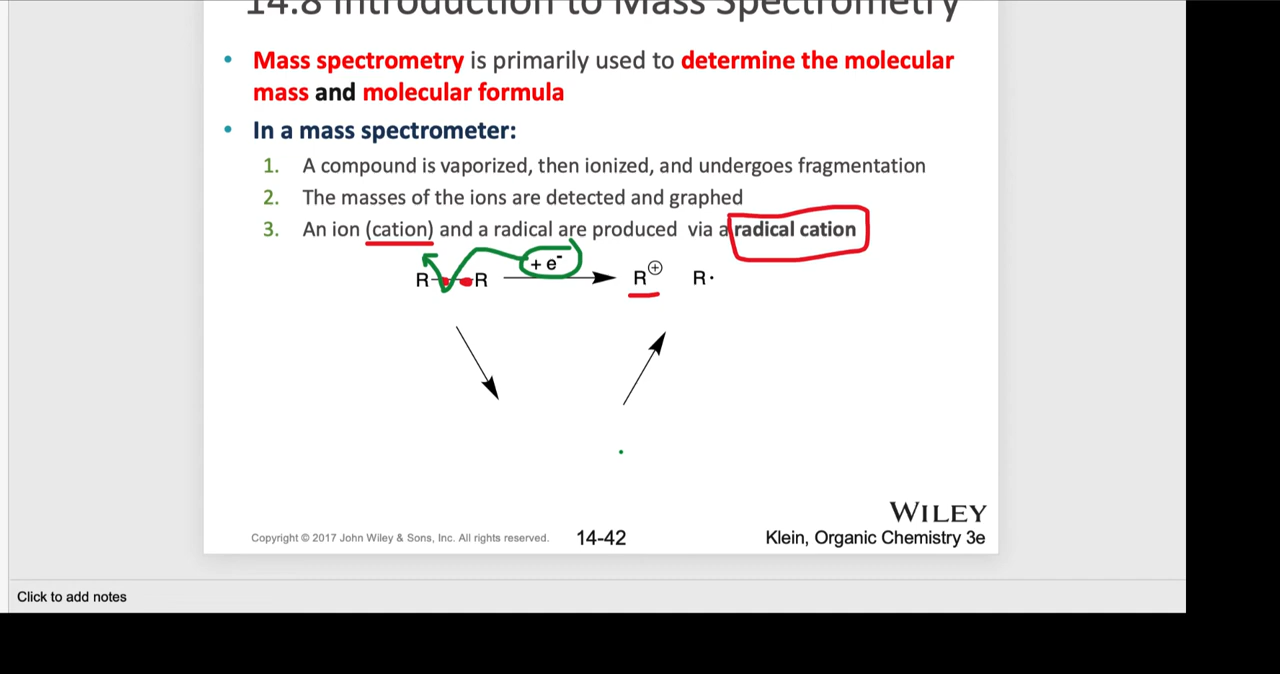 14.8 Introduction to Mass Spectrometry
• Mass spectrometry is primarily used to determine the molecular
mass and molecular formula
• In a mass spectrometer:
1. A compound is vaporized, then ionized, and undergoes fragmentation
2. The masses of the ions are detected and graphed
3. An ion (cation) and a radical are produced via a radical cation
R R + e⁻ R⊕ R·
WILEY
Copyright © 2017 John Wiley & Sons, Inc. All rights reserved. 14-42 Klein, Organic Chemistry 3e
Click to add notes